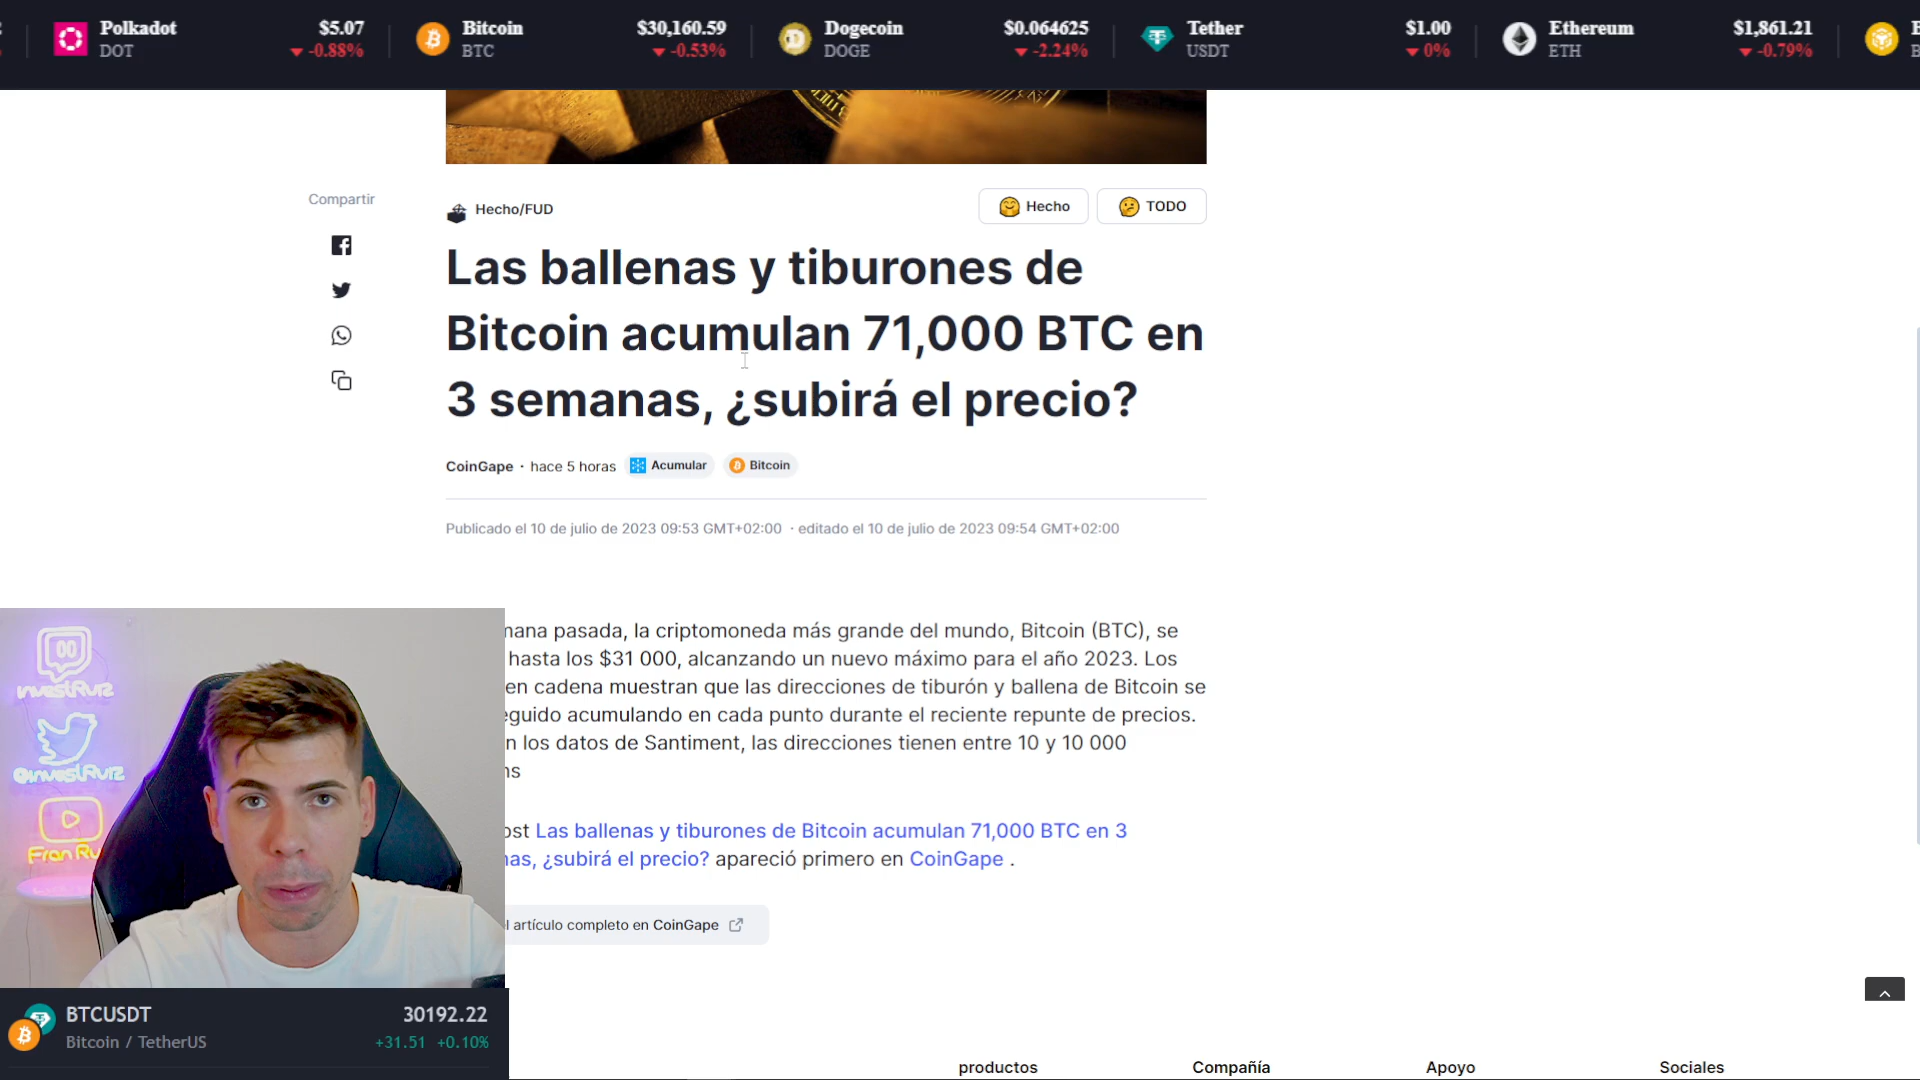 Polkadot $5.07
DOT -0.88%
Bitcoin $30,160.59
BTC -0.53%
Dogecoin $0.064625
DOGE -2.24%
Tether $1.00
USDT 0%
Ethereum $1,861.21
ETH -0.79%
Compartir
Hecho/FUD
Hecho
TODO
Las ballenas y tiburones de
Bitcoin acumulan 71,000 BTC en
3 semanas, ¿subirá el precio?
CoinGape · hace 5 horas Acumular Bitcoin
Publicado el 10 de julio de 2023 09:53 GMT+02:00 · editado el 10 de julio de 2023 09:54 GMT+02:00
pasada, la criptomoneda más grande del mundo, Bitcoin (BTC), se
hasta los $31 000, alcanzando un nuevo máximo para el año 2023. Los
en cadena muestran que las direcciones de tiburón y ballena de Bitcoin se
acumulando en cada punto durante el reciente repunte de precios.
los datos de Santiment, las direcciones tienen entre 10 y 10 000
Las ballenas y tiburones de Bitcoin acumulan 71,000 BTC en 3
¿subirá el precio? apareció primero en CoinGape .
artículo completo en CoinGape
InvestRuiz
@InvestRuiz
Fran Ru
BTCUSDT 30192.22
Bitcoin / TetherUS +31.51 +0.10%
productos
Compañía
Apoyo
Sociales